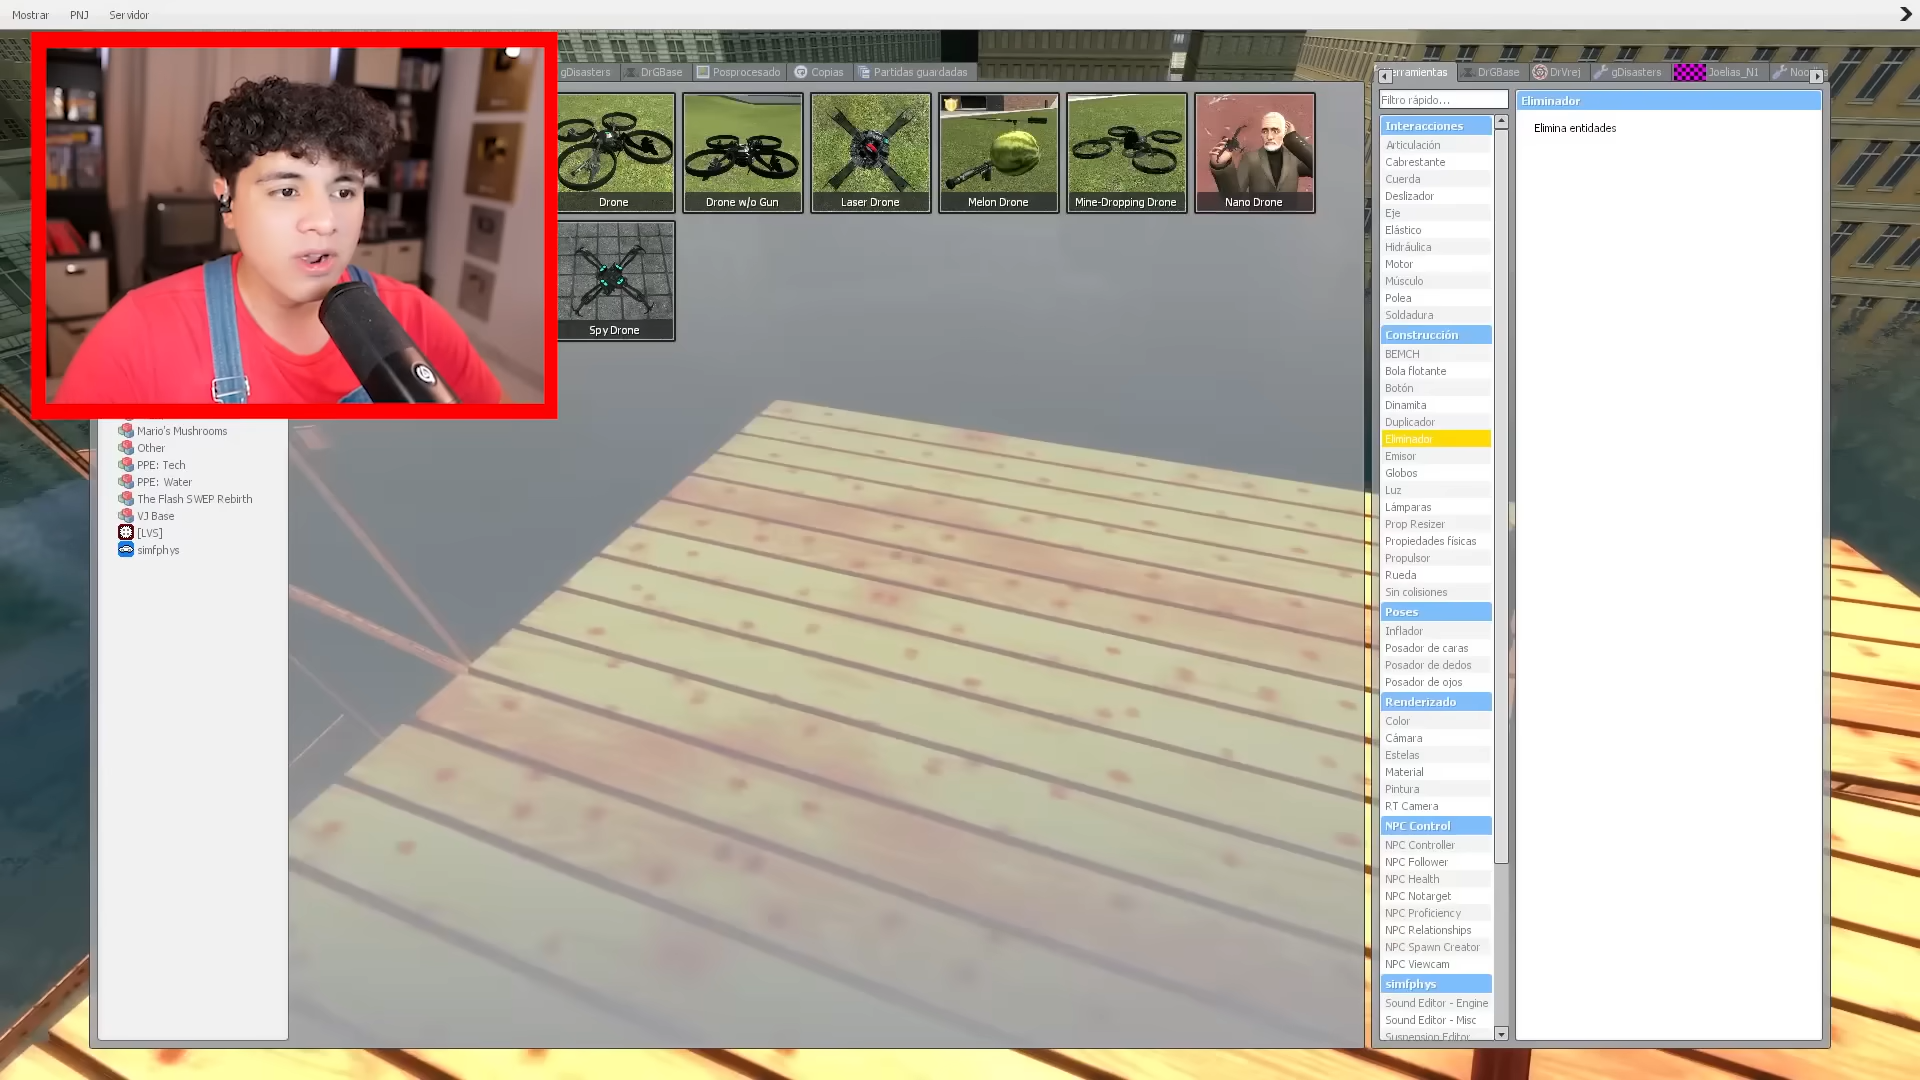 Mostrar PNJ Servidor
gDisasters DrGBase Posprocesado Copias Partidas guardadas
Drone
Drone w/o Gun
Laser Drone
Melon Drone
Mine-Dropping Drone
Nano Drone
Spy Drone
Mario's Mushrooms
Other
PPE: Tech
PPE: Water
The Flash SWEP Rebirth
VJ Base
[LVS]
simfphys
erramientas DrGBase DrVrej gDisasters Joelias_N1
Filtro rápido...
Interacciones
Articulación
Cabrestante
Cuerda
Deslizador
Eje
Elástico
Hidráulica
Motor
Músculo
Polea
Soldadura
Construcción
BEMCH
Bola flotante
Botón
Dinamita
Duplicador
Eliminador
Emisor
Globos
Luz
Lámparas
Prop Resizer
Propiedades físicas
Propulsor
Rueda
Sin colisiones
Poses
Inflador
Posador de caras
Posador de dedos
Posador de ojos
Renderizado
Color
Cámara
Estelas
Material
Pintura
RT Camera
NPC Control
NPC Controller
NPC Follower
NPC Health
NPC Notarget
NPC Proficiency
NPC Relationships
NPC Spawn Creator
NPC Viewcam
simfphys
Sound Editor - Engine
Sound Editor - Misc
Suspension Editor
Eliminador
Elimina entidades